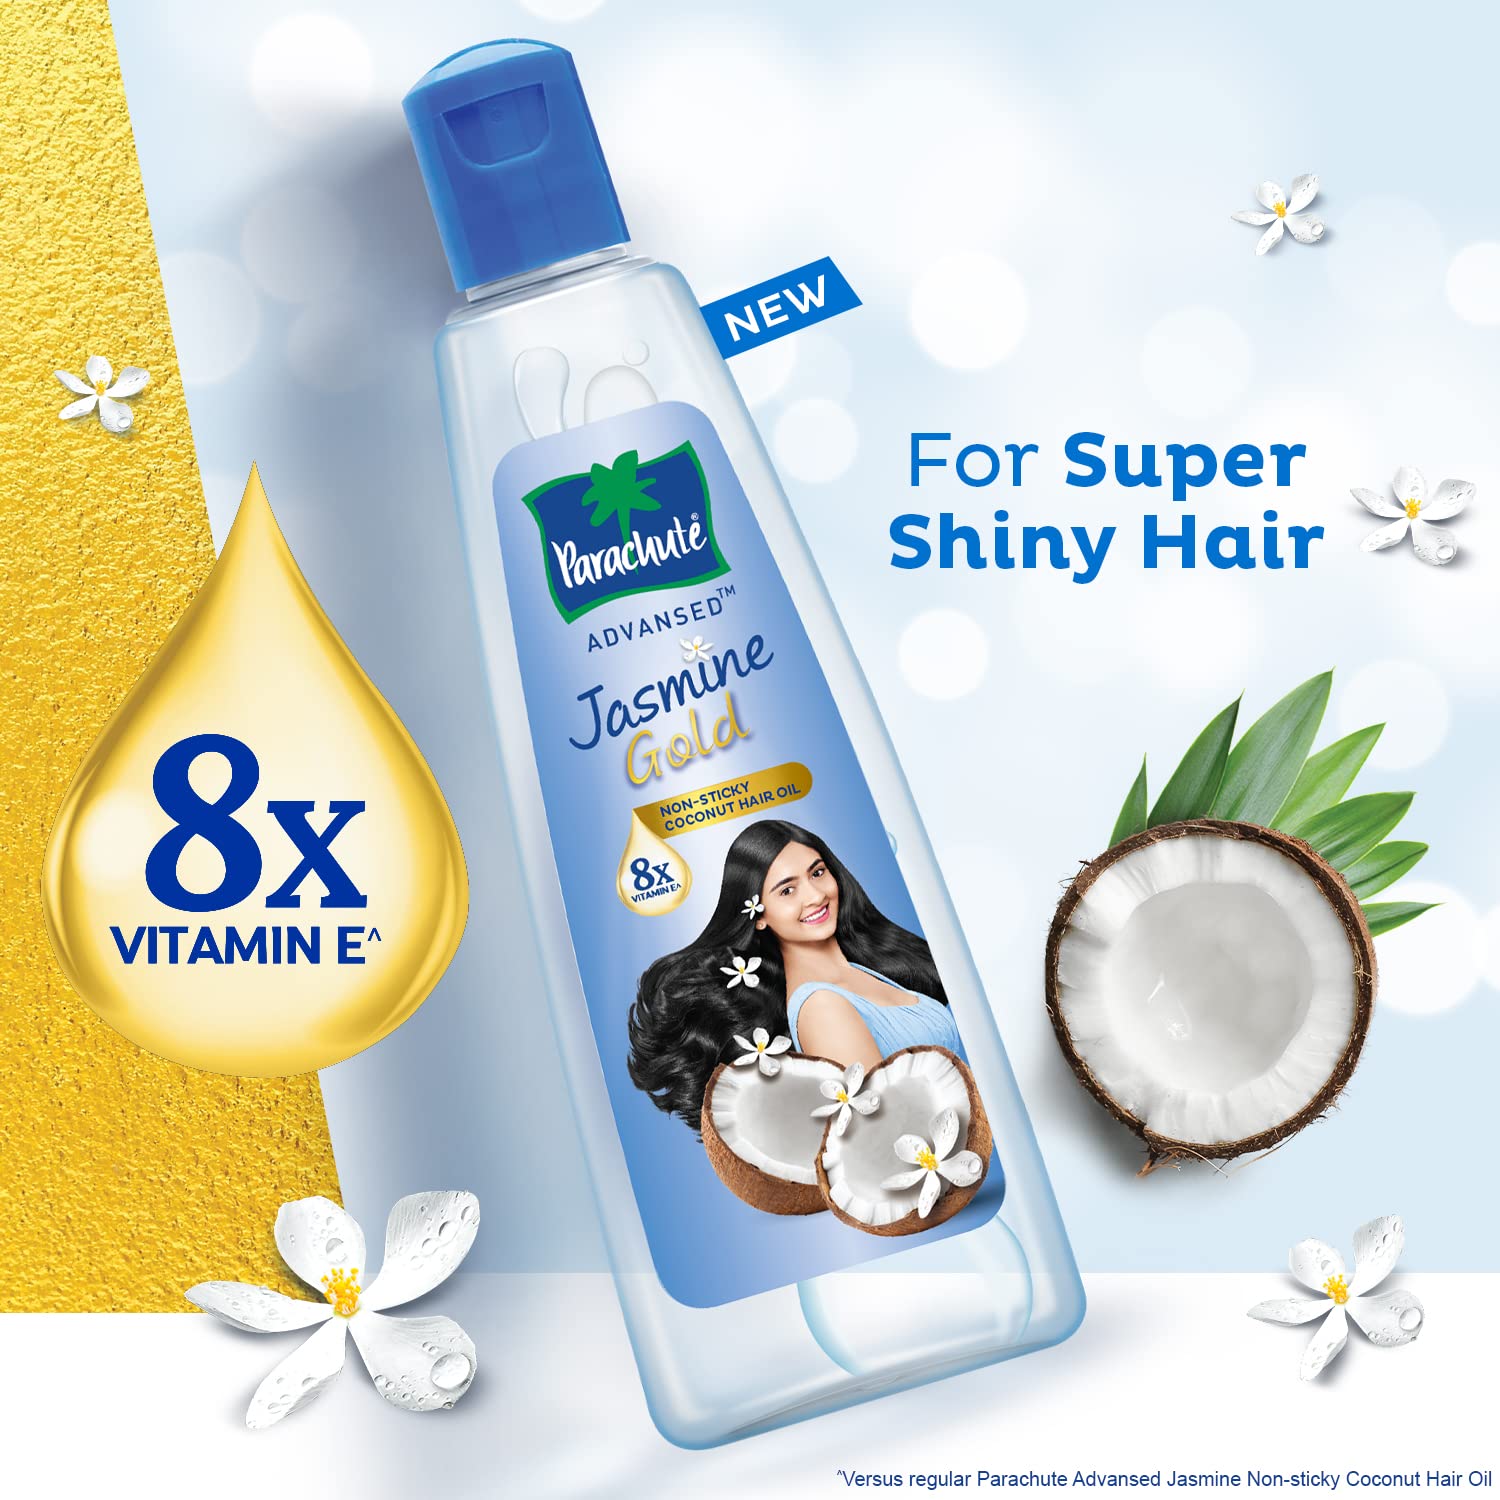 NEW
For Super
Shiny Hair
Parachute®
ADVANSED™
Jasmine
Gold
NON-STICKY
COCONUT HAIR OIL
8x
VITAMIN E^
8x
VITAMIN E^
^Versus regular Parachute Advansed Jasmine Non-sticky Coconut Hair Oil